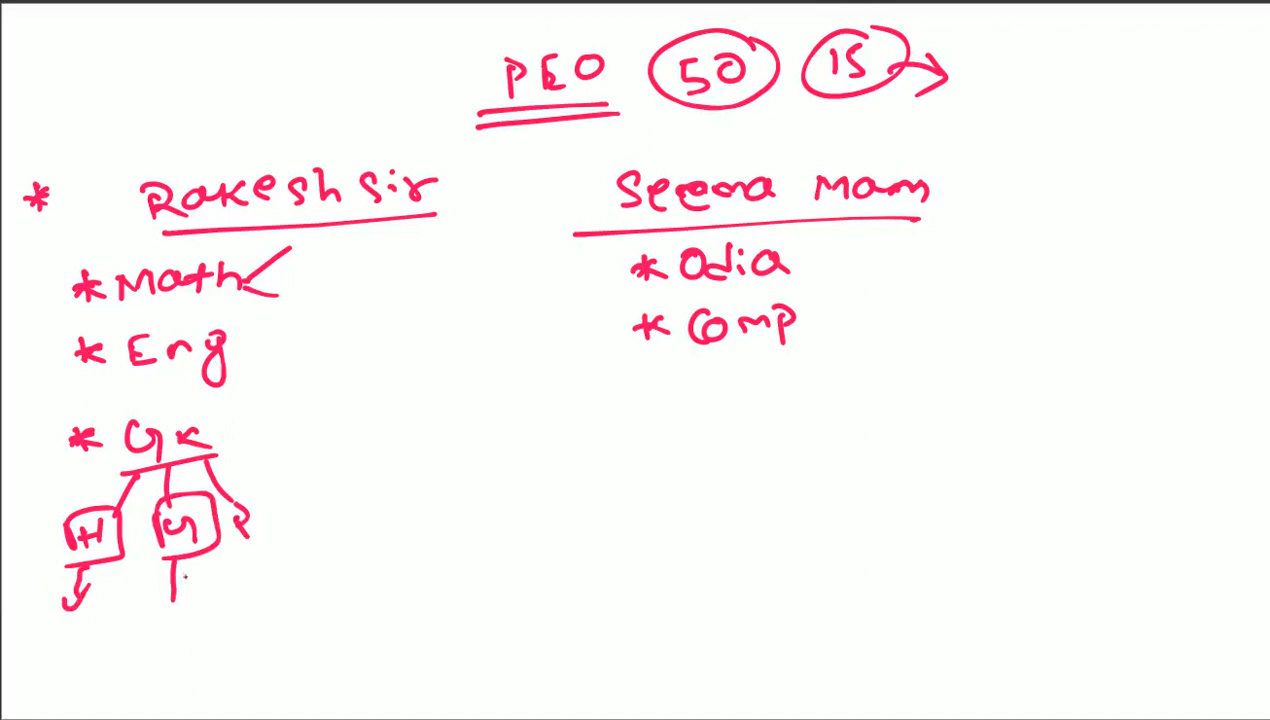 PEO 50 15
* Rakesh Sir
* Math
* Eng
* GK
H G P
Seema Mam
* Odia
* Comp